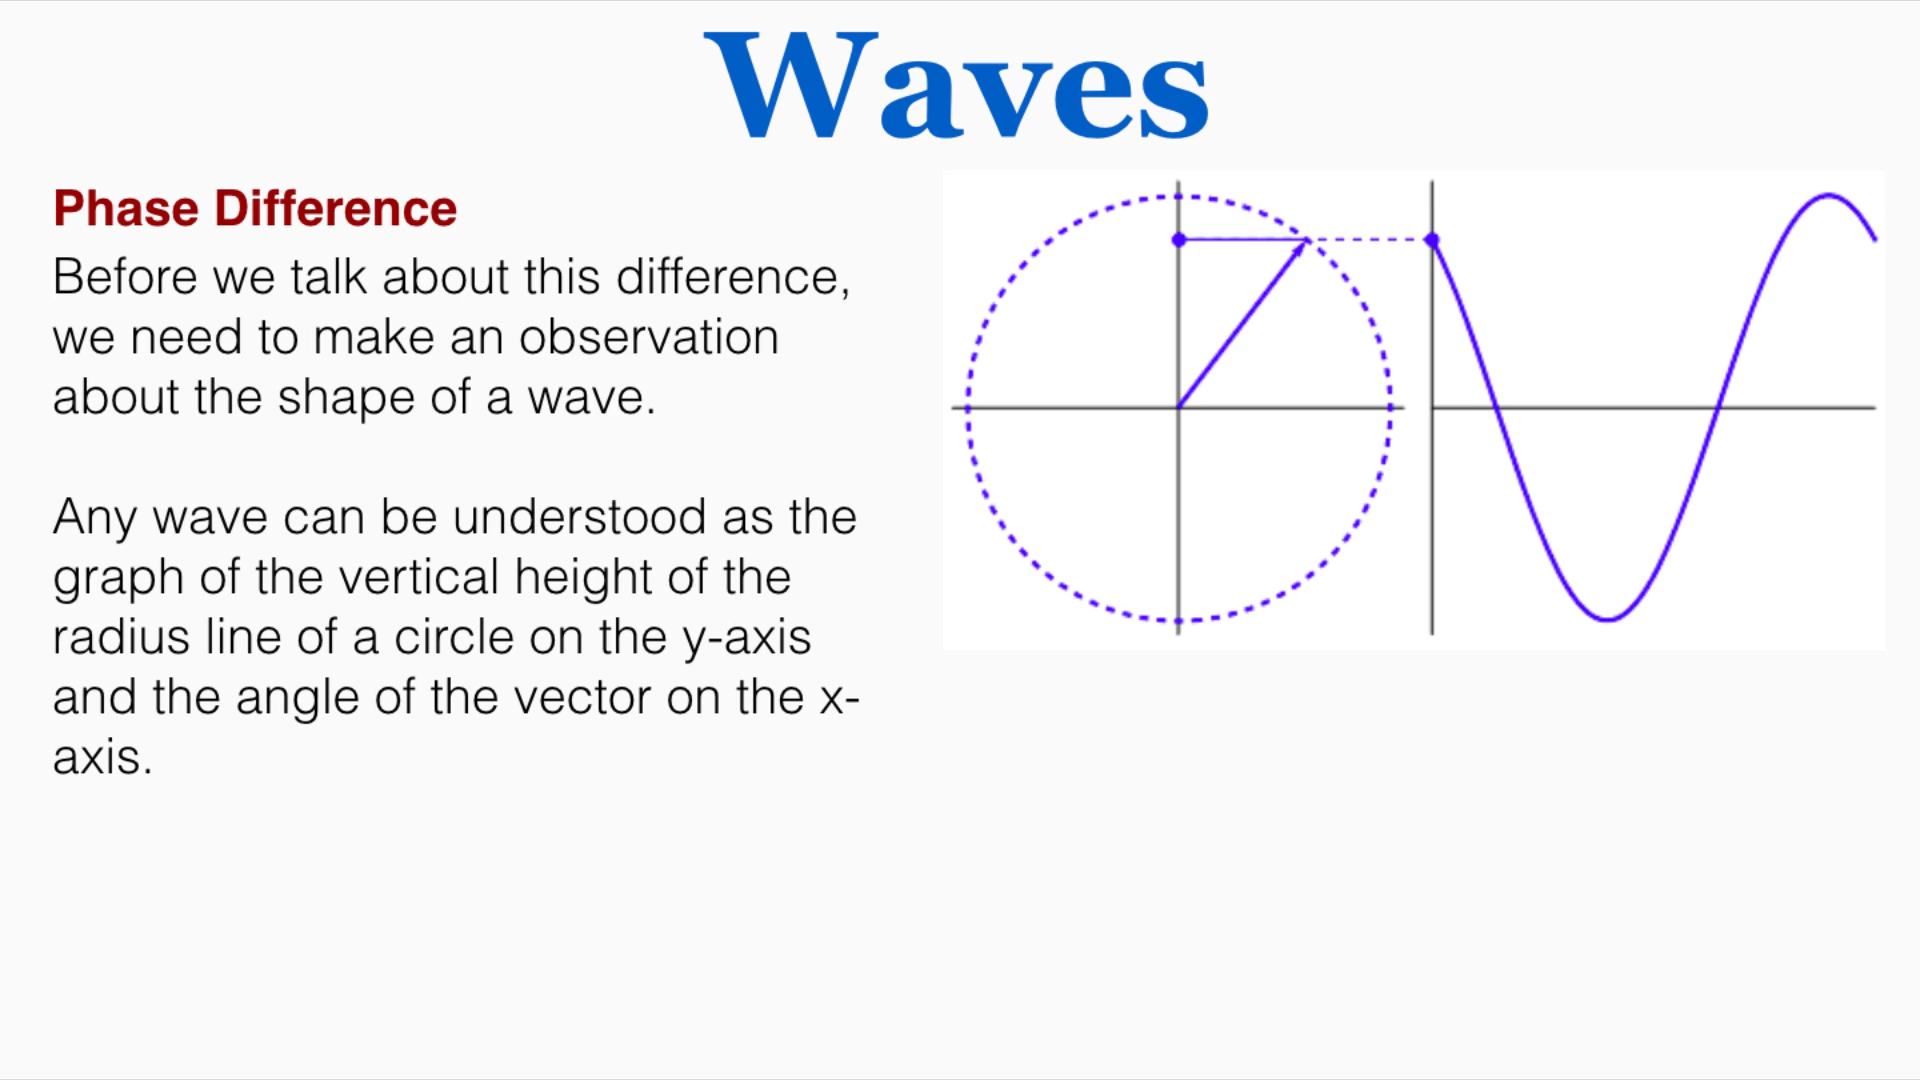 Waves
Phase Difference
Before we talk about this difference,
we need to make an observation
about the shape of a wave.
Any wave can be understood as the
graph of the vertical height of the
radius line of a circle on the y-axis
and the angle of the vector on the x-
axis.